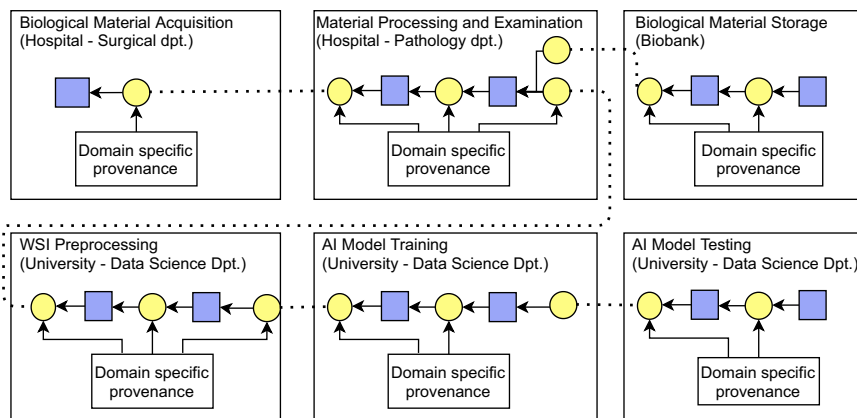 Biological Material Acquisition
(Hospital - Surgical dpt.)
Domain specific
provenance
Material Processing and Examination
(Hospital - Pathology dpt.)
Domain specific
provenance
Biological Material Storage
(Biobank)
Domain specific
provenance
WSI Preprocessing
(University - Data Science Dpt.)
Domain specific
provenance
AI Model Training
(University - Data Science Dpt.)
Domain specific
provenance
AI Model Testing
(University - Data Science Dpt.)
Domain specific
provenance